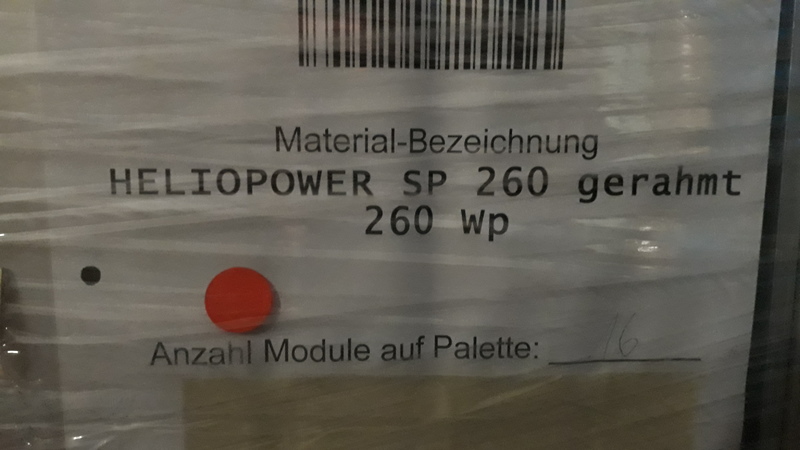 Material-Bezeichnung
HELIOPOWER SP 260 gerahmt
260 Wp
Anzahl Module auf Palette: 16